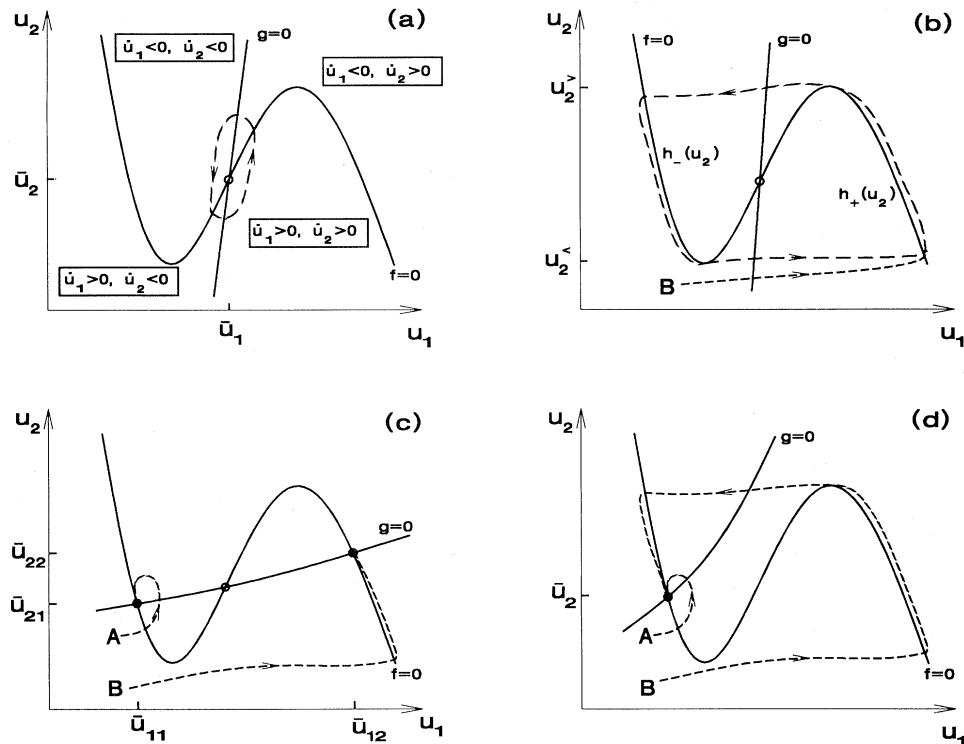 (a)
u₂
u̇₁<0, u̇₂<0
g=0
u̇₁<0, u̇₂>0
ū₂
u̇₁>0, u̇₂>0
u̇₁>0, u̇₂<0
f=0
ū₁
u₁
(b)
u₂
f=0
g=0
u₂^>
h₋(u₂)
h₊(u₂)
u₂^<
B
u₁
(c)
u₂
g=0
ū₂₂
ū₂₁
A
B
f=0
ū₁₁
ū₁₂
u₁
(d)
u₂
g=0
ū₂
A
B
f=0
u₁